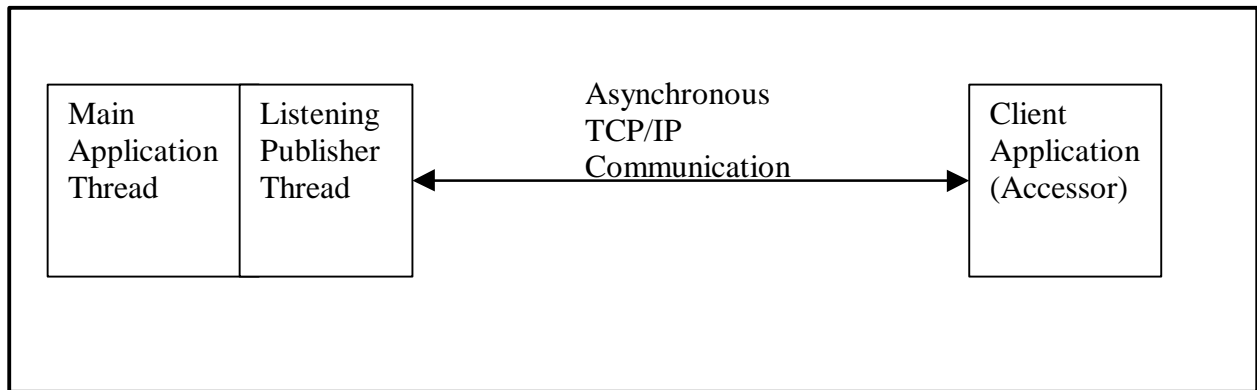 Main
Application
Thread
Listening
Publisher
Thread
Asynchronous
TCP/IP
Communication
Client
Application
(Accessor)